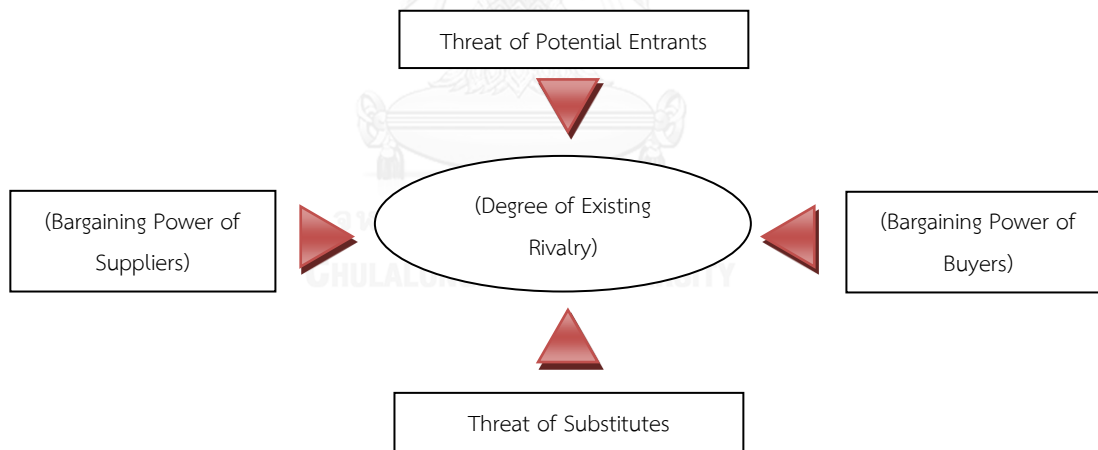 Threat of Potential Entrants
(Degree of Existing
Rivalry)
(Bargaining Power of
Suppliers)
(Bargaining Power of
Buyers)
Threat of Substitutes